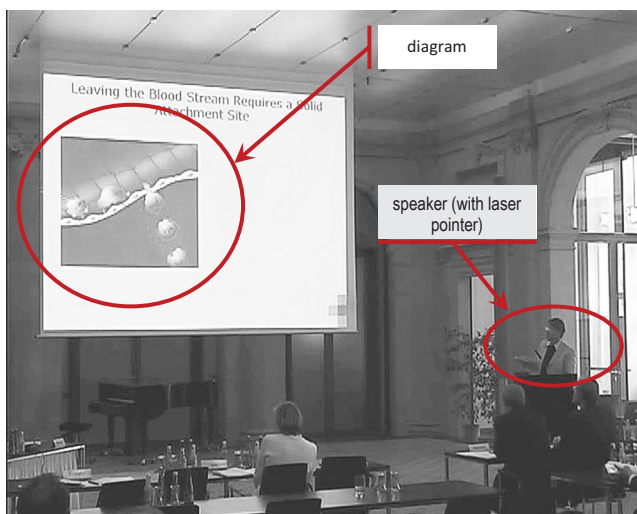 diagram
Leaving the Blood Stream Requires a Solid
Attachment Site
speaker (with laser
pointer)